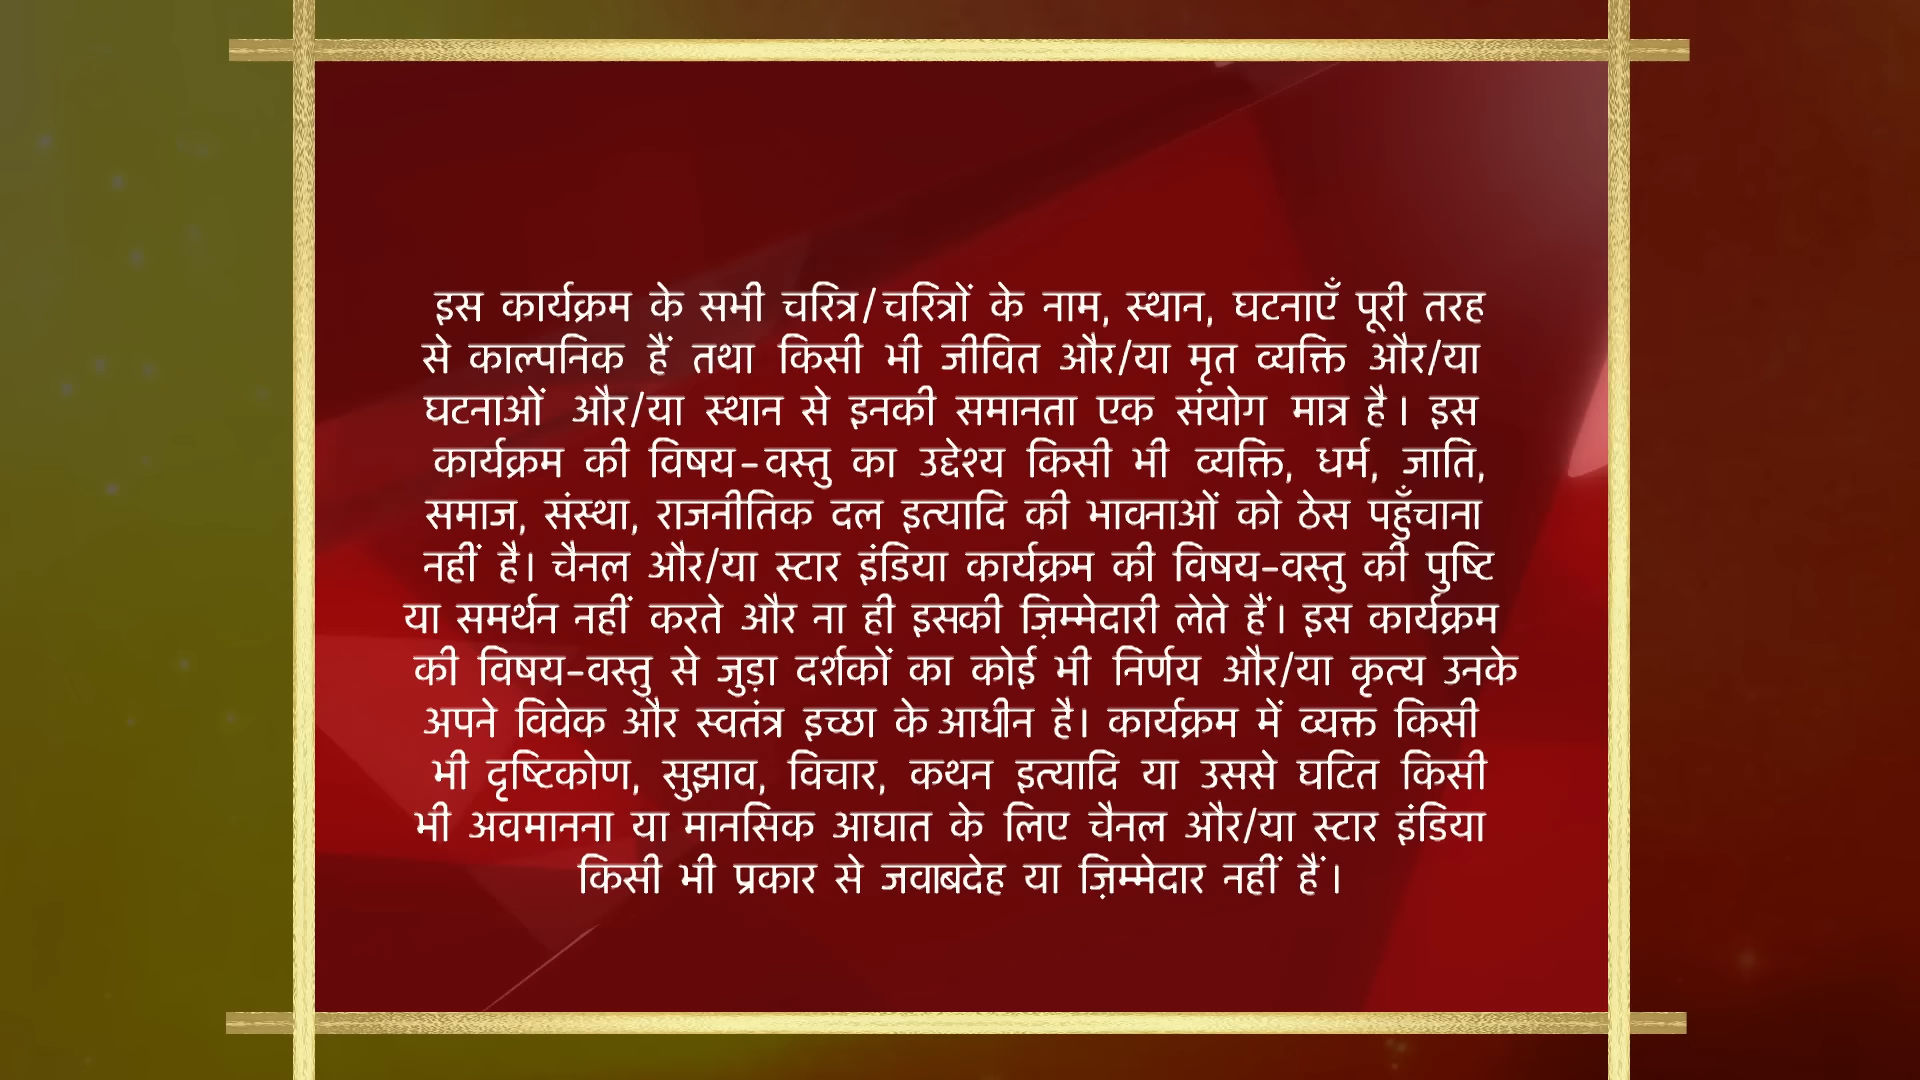 इस कार्यक्रम के सभी चरित्र/चरित्रों के नाम, स्थान, घटनाएँ पूरी तरह
से काल्पनिक हैं तथा किसी भी जीवित और/या मृत व्यक्ति और/या
घटनाओं और/या स्थान से इनकी समानता एक संयोग मात्र है। इस
कार्यक्रम की विषय-वस्तु का उद्देश्य किसी भी व्यक्ति, धर्म, जाति,
समाज, संस्था, राजनीतिक दल इत्यादि की भावनाओं को ठेस पहुँचाना
नहीं है। चैनल और/या स्टार इंडिया कार्यक्रम की विषय-वस्तु की पुष्टि
या समर्थन नहीं करते और ना ही इसकी ज़िम्मेदारी लेते हैं। इस कार्यक्रम
की विषय-वस्तु से जुड़ा दर्शकों का कोई भी निर्णय और/या कृत्य उनके
अपने विवेक और स्वतंत्र इच्छा के आधीन है। कार्यक्रम में व्यक्त किसी
भी दृष्टिकोण, सुझाव, विचार, कथन इत्यादि या उससे घटित किसी
भी अवमानना या मानसिक आघात के लिए चैनल और/या स्टार इंडिया
किसी भी प्रकार से जवाबदेह या ज़िम्मेदार नहीं हैं।